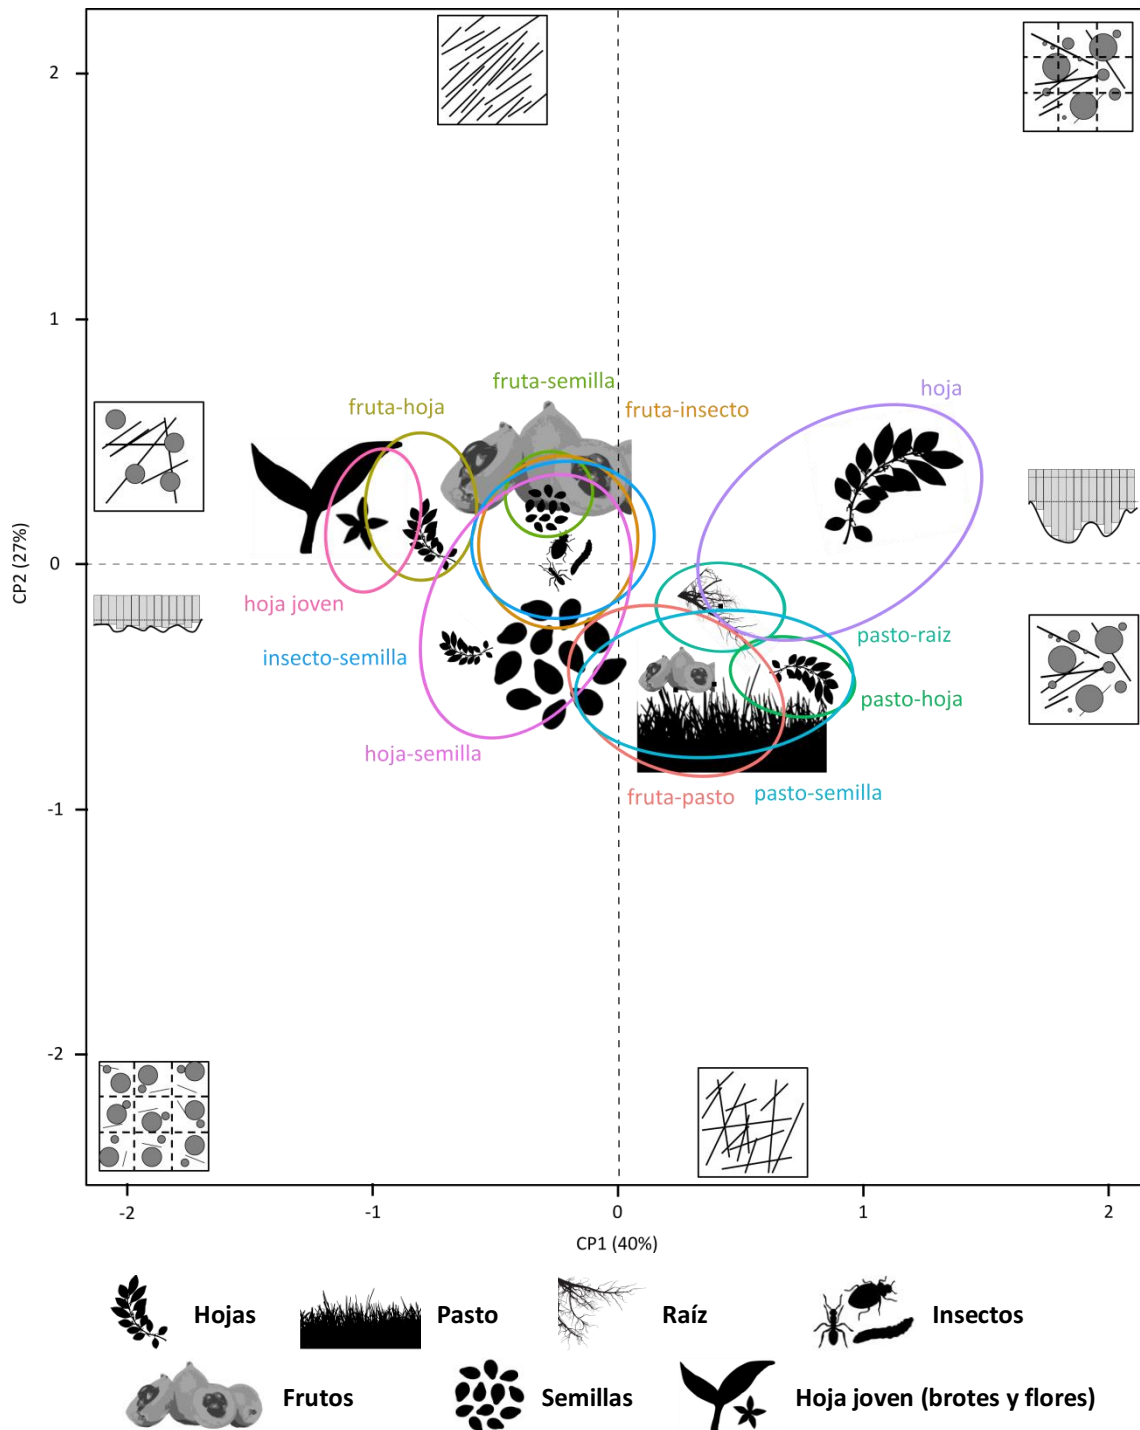 2
1
0
-1
-2
CP2 (27%)
fruta-semilla
fruta-hoja
fruta-insecto
hoja
hoja joven
insecto-semilla
hoja-semilla
pasto-raiz
pasto-hoja
fruta-pasto
pasto-semilla
-2
-1
0
1
2
CP1 (40%)
Hojas
Pasto
Raíz
Insectos
Frutos
Semillas
Hoja joven (brotes y flores)